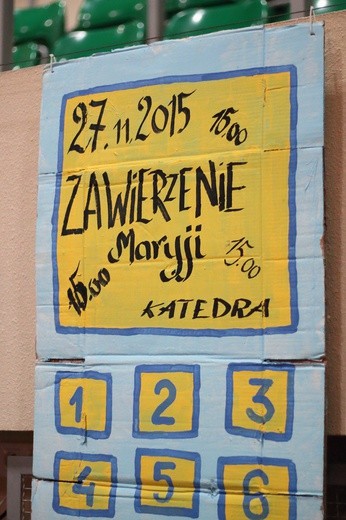 27.11.2015 15.00
ZAWIERZENIE
Maryji 15.00
15.00
KATEDRA
1 2 3
4 5 6